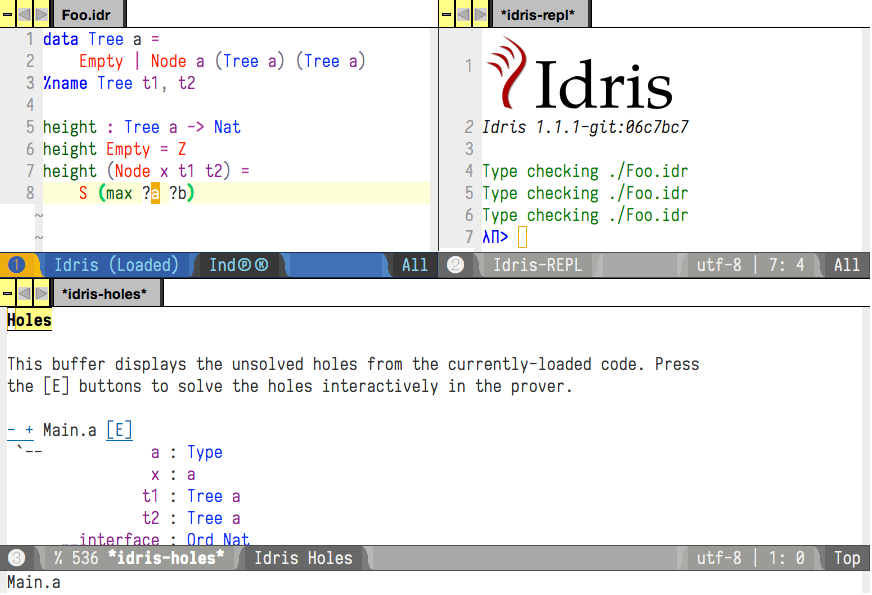 Foo.idr
1 data Tree a =
2     Empty | Node a (Tree a) (Tree a)
3 %name Tree t1, t2
4
5 height : Tree a -> Nat
6 height Empty = Z
7 height (Node x t1 t2) =
8     S (max ?a ?b)
~
~
1 Idris (Loaded) IndⓅⓀ All
*idris-repl*
1 Idris
2 Idris 1.1.1-git:06c7bc7
3
4 Type checking ./Foo.idr
5 Type checking ./Foo.idr
6 Type checking ./Foo.idr
7 λΠ>
2 Idris-REPL utf-8 | 7: 4 All
*idris-holes*
Holes
This buffer displays the unsolved holes from the currently-loaded code. Press
the [E] buttons to solve the holes interactively in the prover.
- + Main.a [E]
`-- a : Type
x : a
t1 : Tree a
t2 : Tree a
__interface : Ord Nat
3 % 536 *idris-holes* Idris Holes utf-8 | 1: 0 Top
Main.a